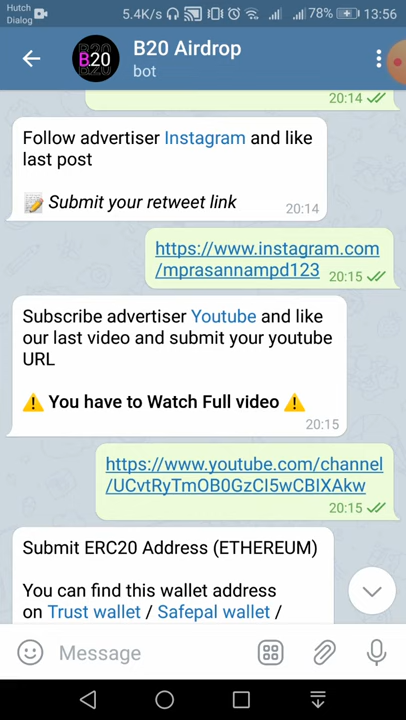 Hutch
Dialog
5.4K/s
78%
13:56
B20
B20 Airdrop
bot
20:14
Follow advertiser Instagram and like
last post
📝 Submit your retweet link
20:14
https://www.instagram.com
/mprasannampd123
20:15
Subscribe advertiser Youtube and like
our last video and submit your youtube
URL
⚠️ You have to Watch Full video ⚠️
20:15
https://www.youtube.com/channel
/UCvtRyTmOB0GzCI5wCBIXAkw
20:15
Submit ERC20 Address (ETHEREUM)
You can find this wallet address
on Trust wallet / Safepal wallet /
Message